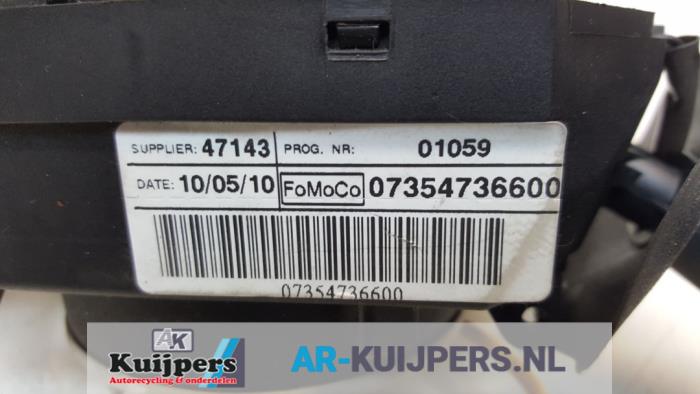 SUPPLIER: 47143 PROG. NR: 01059
DATE: 10/05/10 FoMoCo 07354736600
07354736600
AK
Kuijpers
Autorecycling & onderdelen
AR-KUIJPERS.NL